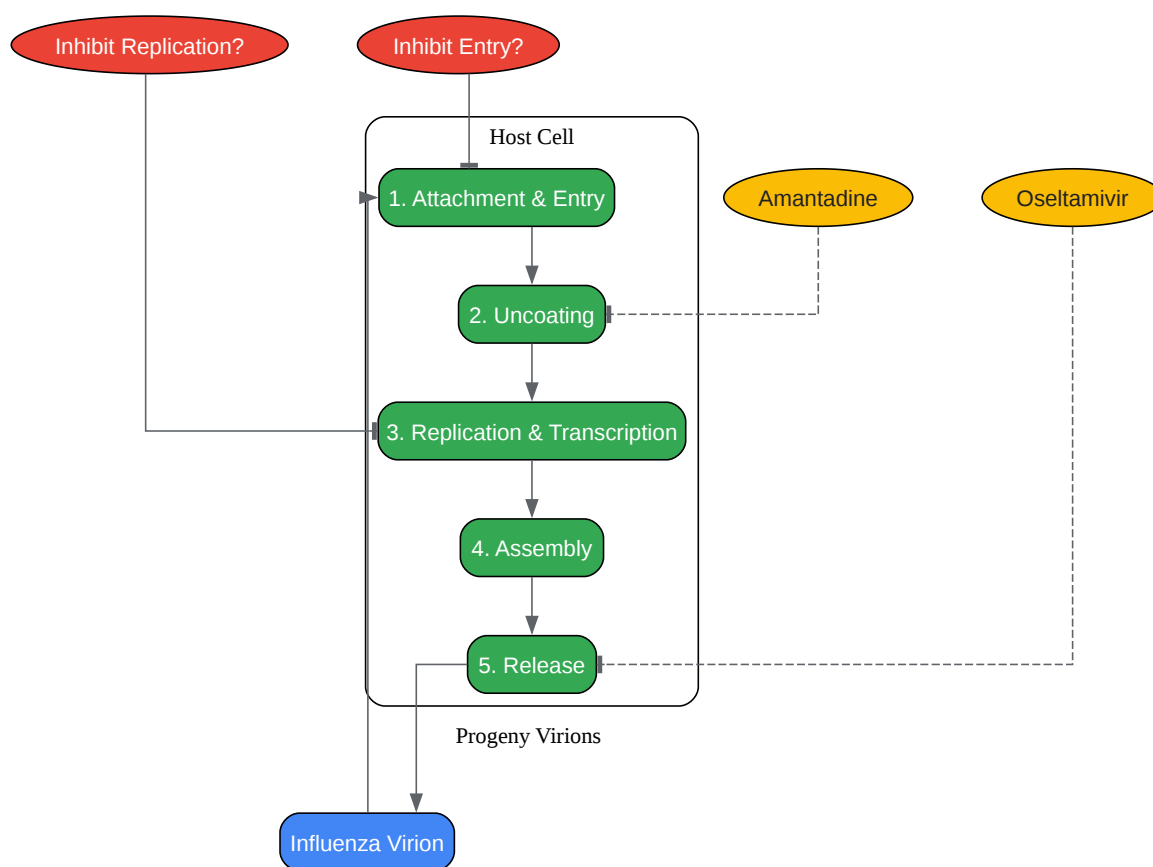 Inhibit Replication?
Inhibit Entry?
Host Cell
1. Attachment & Entry
Amantadine
Oseltamivir
2. Uncoating
3. Replication & Transcription
4. Assembly
5. Release
Progeny Virions
Influenza Virion